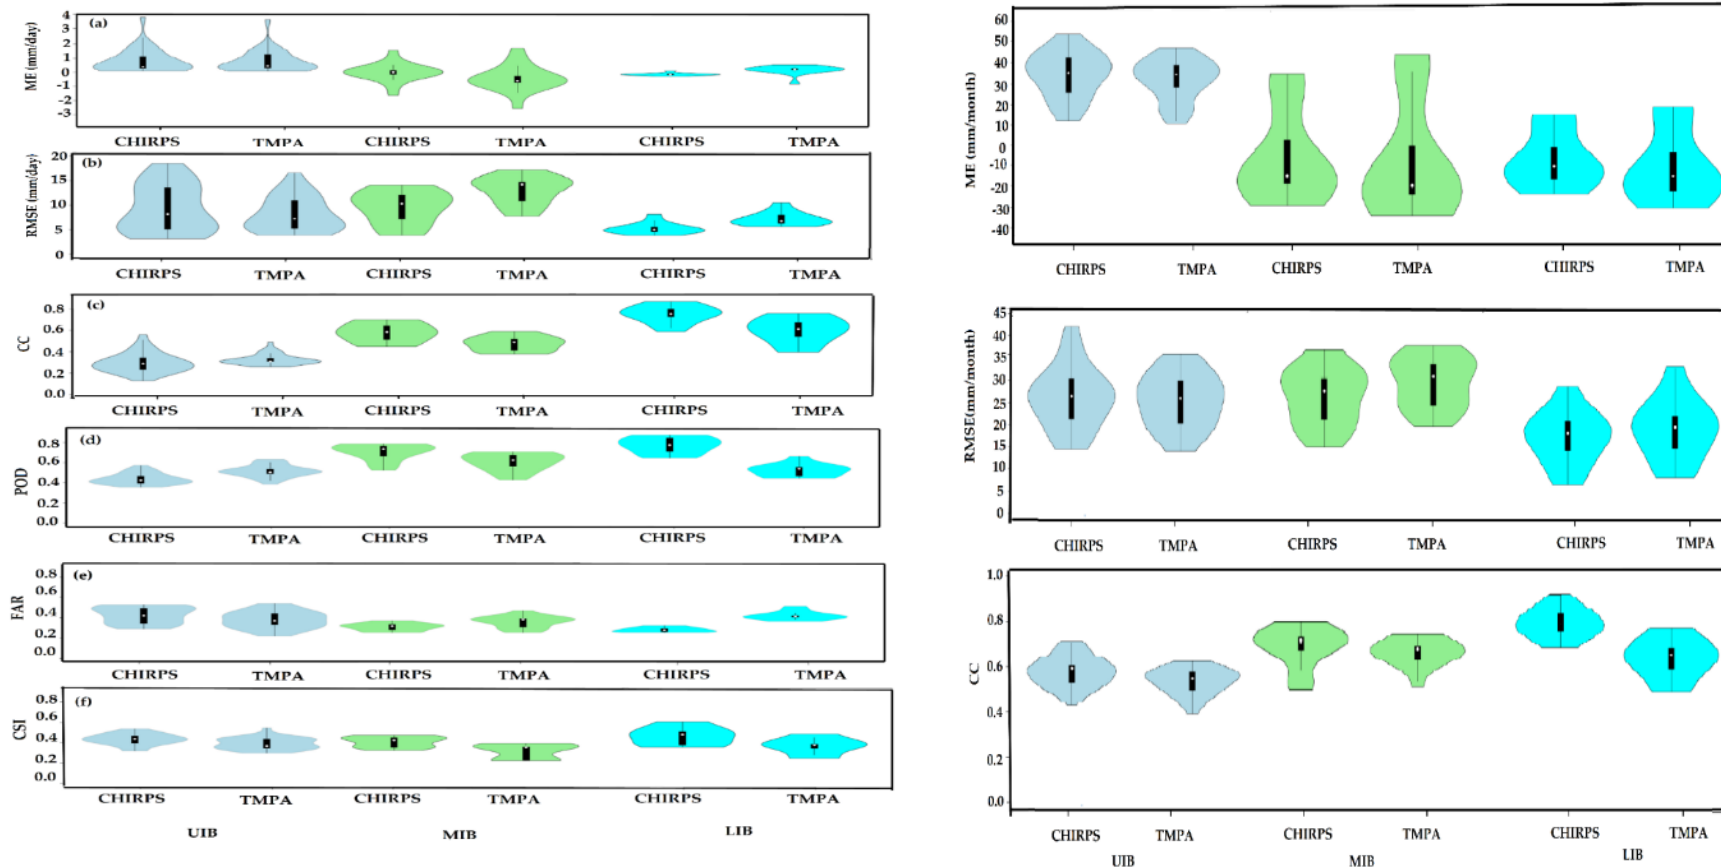 (a)
ME (mm/day)
4
3
2
1
0
-1
-2
-3
CHIRPS TMPA CHIRPS TMPA CHIRPS TMPA
(b)
RMSE (mm/day)
20
15
10
5
0
CHIRPS TMPA CHIRPS TMPA CHIRPS TMPA
(c)
CC
0.8
0.6
0.4
0.2
0.0
CHIRPS TMPA CHIRPS TMPA CHIRPS TMPA
(d)
POD
0.8
0.6
0.4
0.2
0.0
CHIRPS TMPA CHIRPS TMPA CHIRPS TMPA
(e)
FAR
0.8
0.6
0.4
0.2
0.0
CHIRPS TMPA CHIRPS TMPA CHIRPS TMPA
(f)
CSI
0.8
0.6
0.4
0.2
0.0
CHIRPS TMPA CHIRPS TMPA CHIRPS TMPA
UIB MIB LIB
ME (mm/month)
60
50
40
30
20
10
0
-10
-20
-30
-40
CHIRPS TMPA CHIRPS TMPA CHIRPS TMPA
RMSE(mm/month)
45
40
35
30
25
20
15
10
5
0
CHIRPS TMPA CHIRPS TMPA CHIRPS TMPA
CC
1.0
0.8
0.6
0.4
0.2
0.0
CHIRPS TMPA CHIRPS TMPA CHIRPS TMPA
UIB MIB LIB